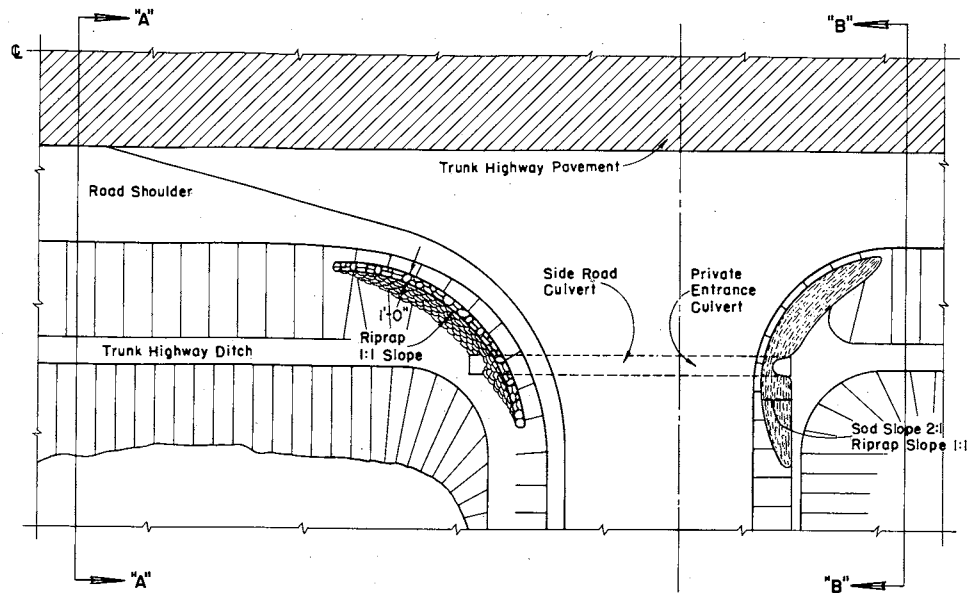 "A"
"B"
℄
Trunk Highway Pavement
Road Shoulder
Side Road
Culvert
Private
Entrance
Culvert
1'-0"
Riprap
1:1 Slope
Trunk Highway Ditch
Sod Slope 2:1
Riprap Slope 1:1
"A"
"B"